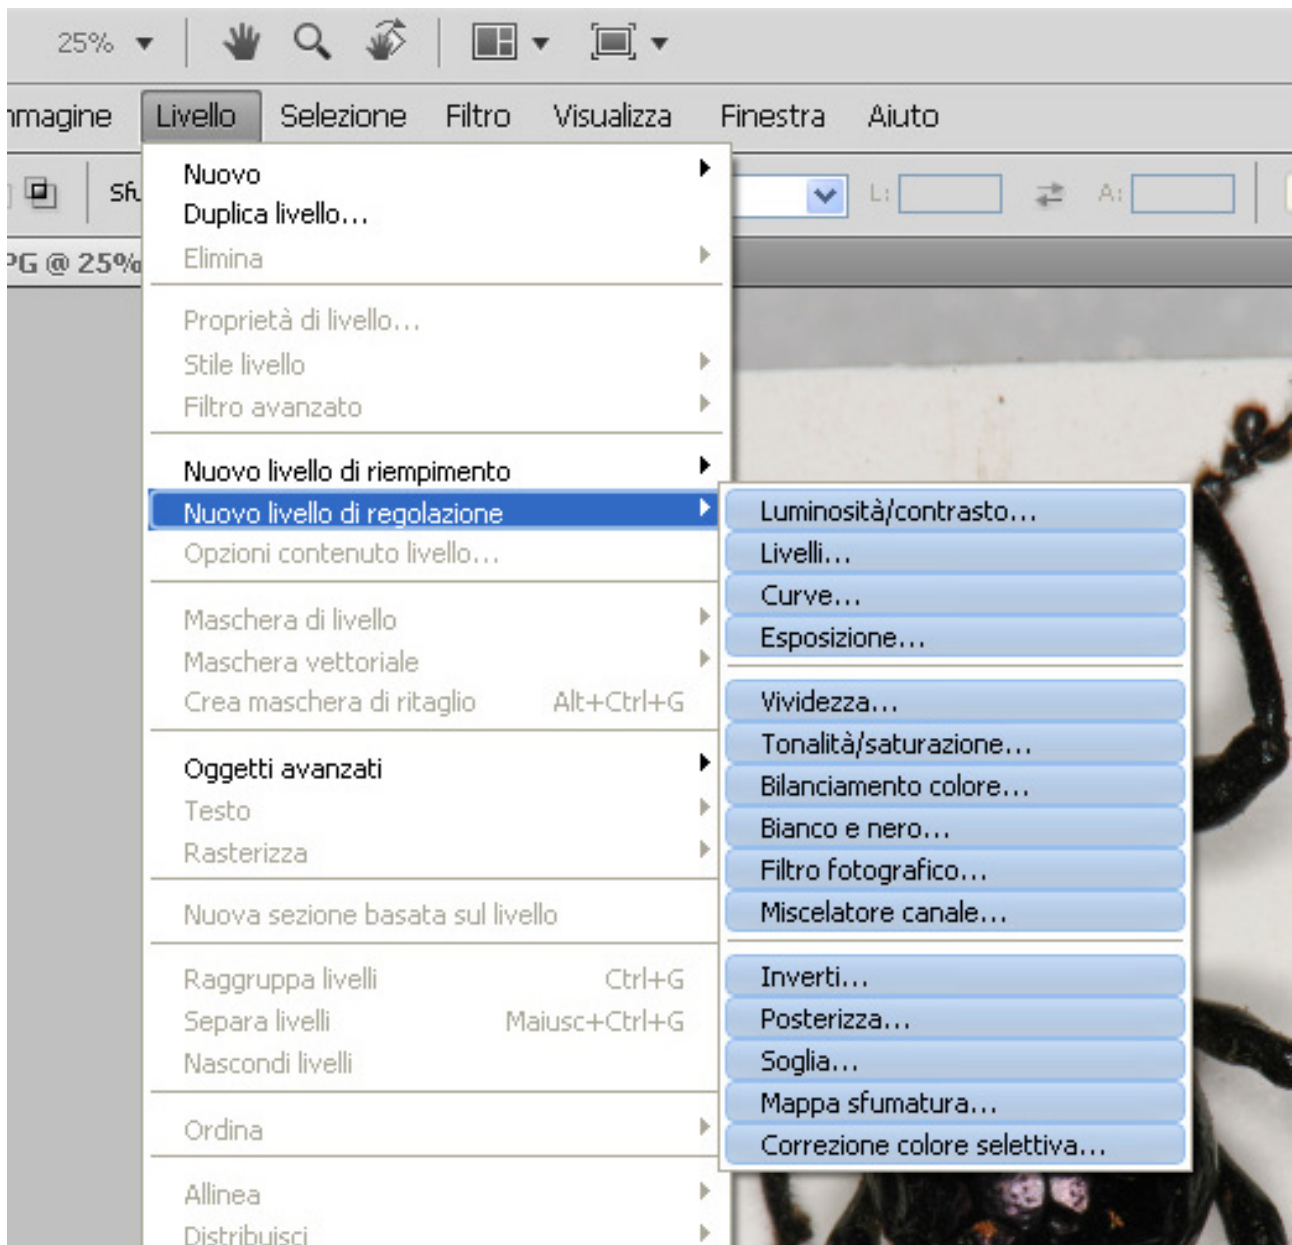 25%
mmagine Livello Selezione Filtro Visualizza Finestra Aiuto
Sfu L: A:
PG @ 25%
Nuovo
Duplica livello...
Elimina
Proprietà di livello...
Stile livello
Filtro avanzato
Nuovo livello di riempimento
Nuovo livello di regolazione
Opzioni contenuto livello...
Maschera di livello
Maschera vettoriale
Crea maschera di ritaglio Alt+Ctrl+G
Oggetti avanzati
Testo
Rasterizza
Nuova sezione basata sul livello
Raggruppa livelli Ctrl+G
Separa livelli Maiusc+Ctrl+G
Nascondi livelli
Ordina
Allinea
Distribuisci
Luminosità/contrasto...
Livelli...
Curve...
Esposizione...
Vividezza...
Tonalità/saturazione...
Bilanciamento colore...
Bianco e nero...
Filtro fotografico...
Miscelatore canale...
Inverti...
Posterizza...
Soglia...
Mappa sfumatura...
Correzione colore selettiva...